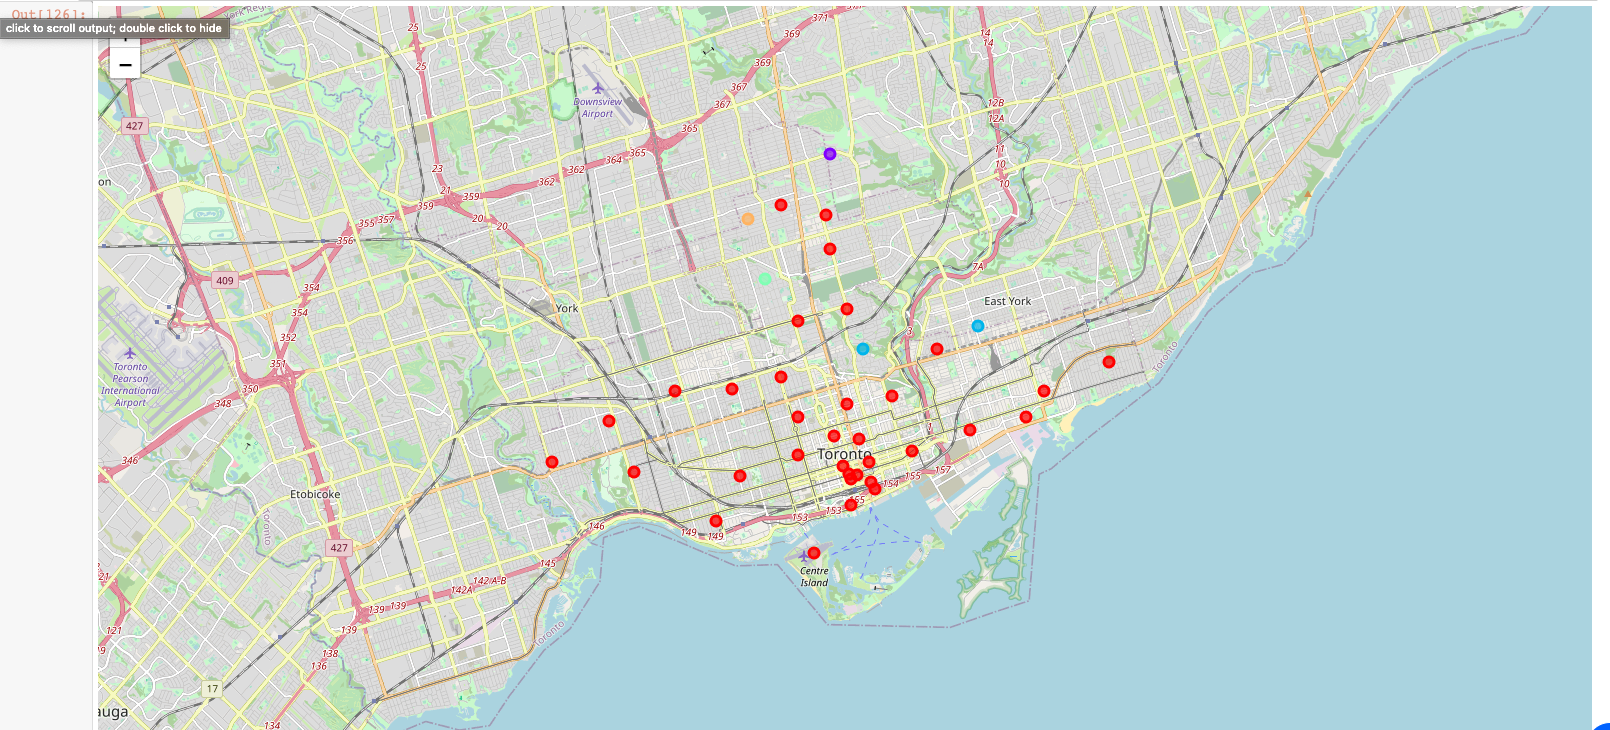 Out[126]:
click to scroll output; double click to hide
−
York Regi
371
369
25
14
14
369
25
367
Downsview
Airport
367
12B
12A
427
365
365
364
11
362
10
362
23
on
10
21
359
359
20
20
355
357
356
7A
409
354
East York
354
York
3
352
Toronto
Pearson
International
Airport
351
350
Toronto
348
1
Toronto
346
157
155
154
Etobicoke
155
153
153
Toronto
146
149
149
427
145
Centre
Island
142 A-B
142A
139
139
121
139
Toronto
138
136
17
auga
134